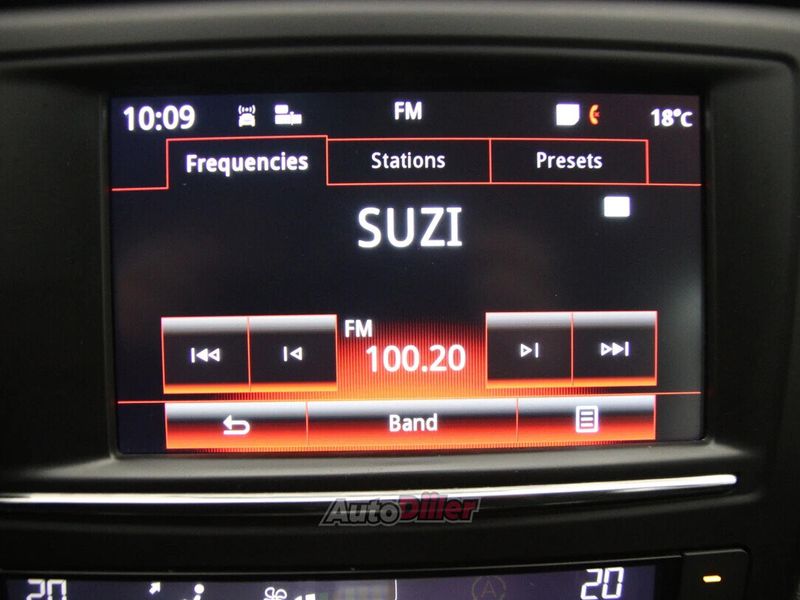 10:09 FM 18°C
Frequencies Stations Presets
SUZI
FM
100.20
Band
AutoDiller
20 A 20